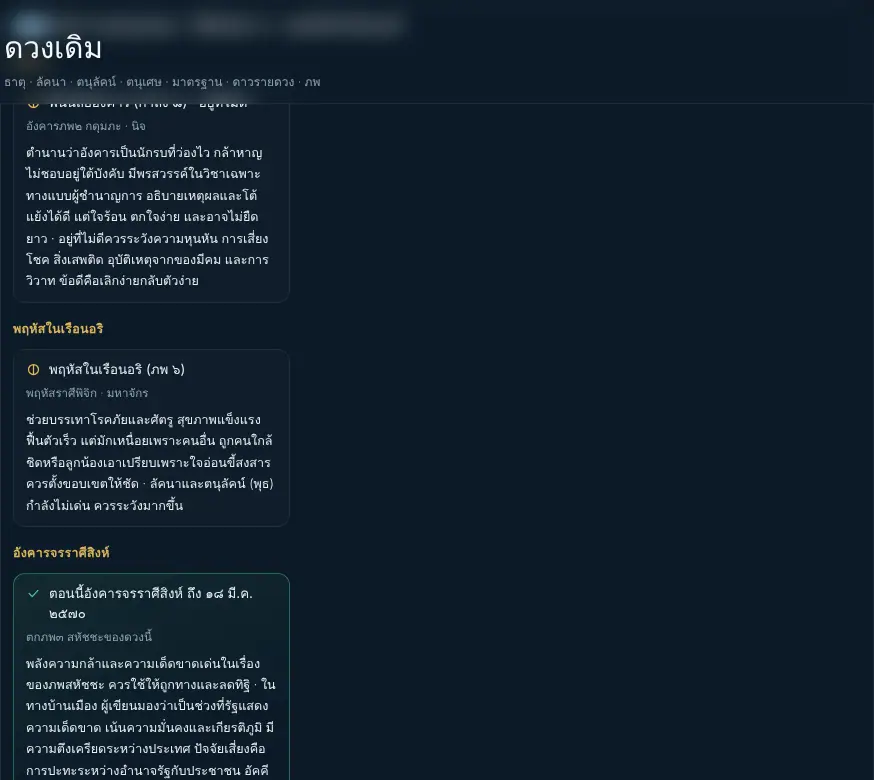 ดวงเดิม
ธาตุ · ลัคนา · ตนุลัคน์ · ตนุเศษ · มาตรฐาน · ดาวรายดวง · ภพ
อังคารภพ๒ กดุมภะ · นิจ
ตำนานว่าอังคารเป็นนักรบที่ว่องไว กล้าหาญ
ไม่ชอบอยู่ใต้บังคับ มีพรสวรรค์ในวิชาเฉพาะ
ทางแบบผู้ชำนาญการ อธิบายเหตุผลและโต้
แย้งได้ดี แต่ใจร้อน ตกใจง่าย และอาจไม่ยืด
ยาว · อยู่ที่ไม่ดีควรระวังความหุนหัน การเสี่ยง
โชค สิ่งเสพติด อุบัติเหตุจากของมีคม และการ
วิวาท ข้อดีคือเลิกง่ายกลับตัวง่าย
พฤหัสในเรือนอริ
พฤหัสในเรือนอริ (ภพ ๖)
พฤหัสราศีพิจิก · มหาจักร
ช่วยบรรเทาโรคภัยและศัตรู สุขภาพแข็งแรง
ฟื้นตัวเร็ว แต่มักเหนื่อยเพราะคนอื่น ถูกคนใกล้
ชิดหรือลูกน้องเอาเปรียบเพราะใจอ่อนขี้สงสาร
ควรตั้งขอบเขตให้ชัด · ลัคนาและตนุลัคน์ (พุธ)
กำลังไม่เด่น ควรระวังมากขึ้น
อังคารจรราศีสิงห์
ตอนนี้อังคารจรราศีสิงห์ ถึง ๑๘ มี.ค.
๒๕๗๐
ตกภพ๓ สหัชชะของดวงนี้
พลังความกล้าและความเด็ดขาดเด่นในเรื่อง
ของภพสหัชชะ ควรใช้ให้ถูกทางและลดทิฐิ · ใน
ทางบ้านเมือง ผู้เขียนมองว่าเป็นช่วงที่รัฐแสดง
ความเด็ดขาด เน้นความมั่นคงและเกียรติภูมิ มี
ความตึงเครียดระหว่างประเทศ ปัจจัยเสี่ยงคือ
การปะทะระหว่างอำนาจรัฐกับประชาชน อัคคี